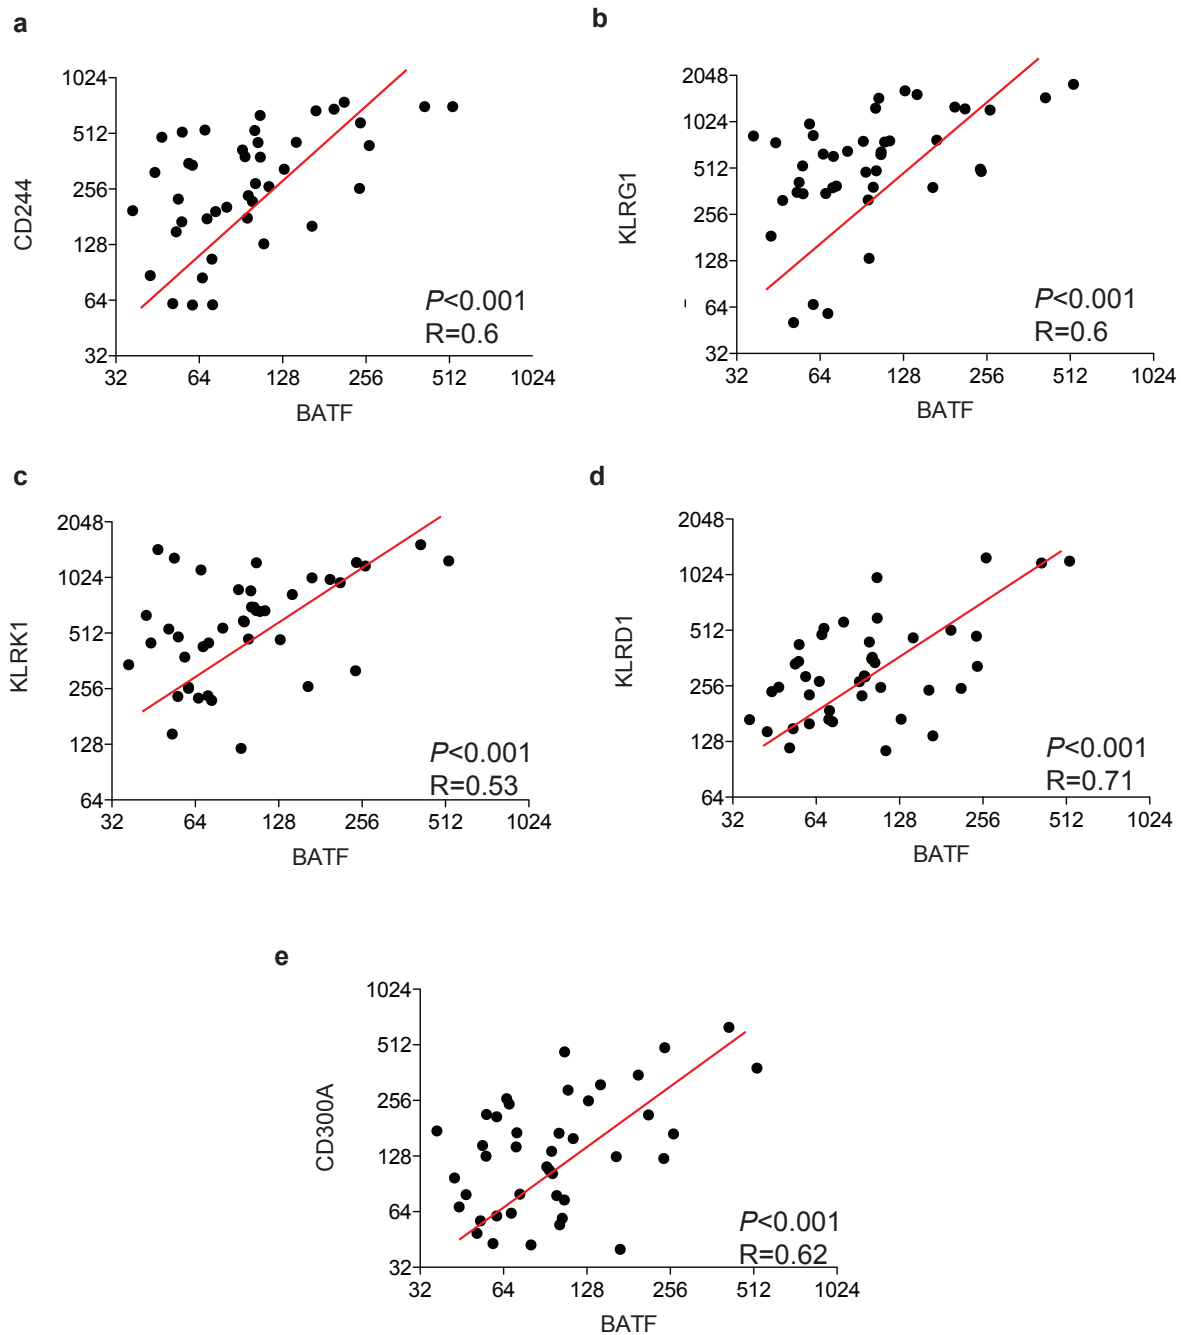 a
1024
512
256
128
64
32
32 64 128 256 512 1024
CD244
BATF
P<0.001
R=0.6
b
2048
1024
512
256
128
64
32
32 64 128 256 512 1024
KLRG1
BATF
P<0.001
R=0.6
c
2048
1024
512
256
128
64
32 64 128 256 512 1024
KLRK1
BATF
P<0.001
R=0.53
d
2048
1024
512
256
128
64
32 64 128 256 512 1024
KLRD1
BATF
P<0.001
R=0.71
e
1024
512
256
128
64
32
32 64 128 256 512 1024
CD300A
BATF
P<0.001
R=0.62